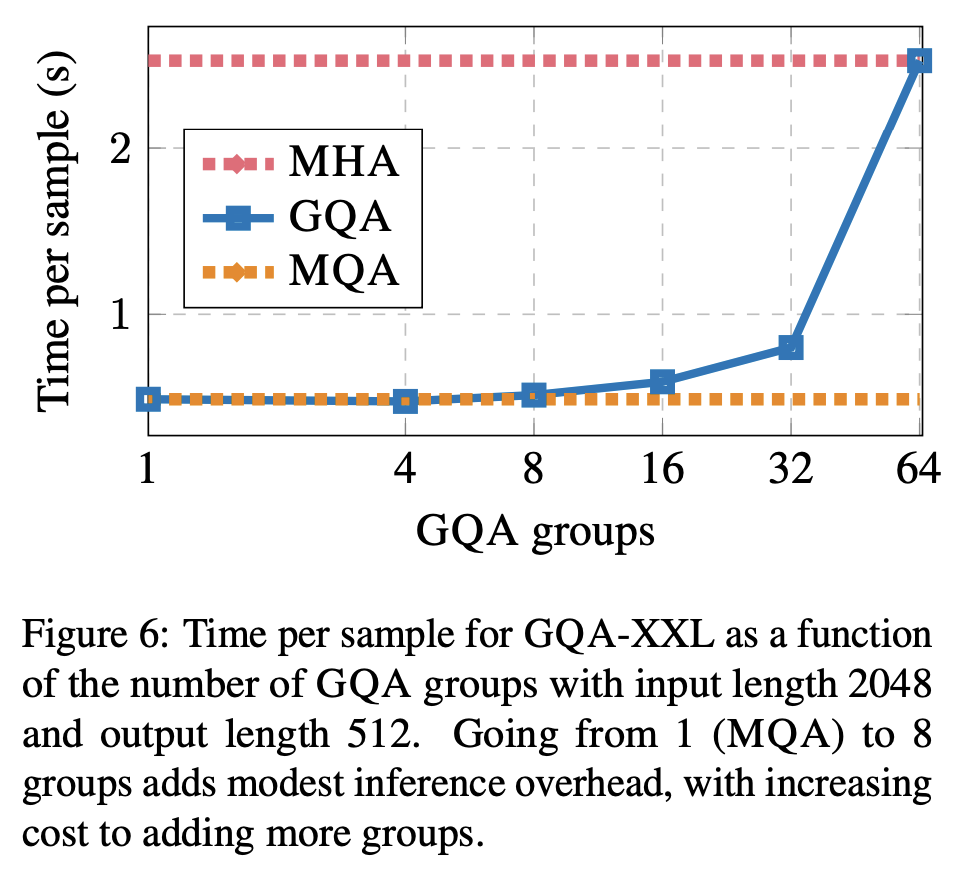 Time per sample (s)
2
1
MHA
GQA
MQA
1 4 8 16 32 64
GQA groups
Figure 6: Time per sample for GQA-XXL as a function
of the number of GQA groups with input length 2048
and output length 512. Going from 1 (MQA) to 8
groups adds modest inference overhead, with increasing
cost to adding more groups.